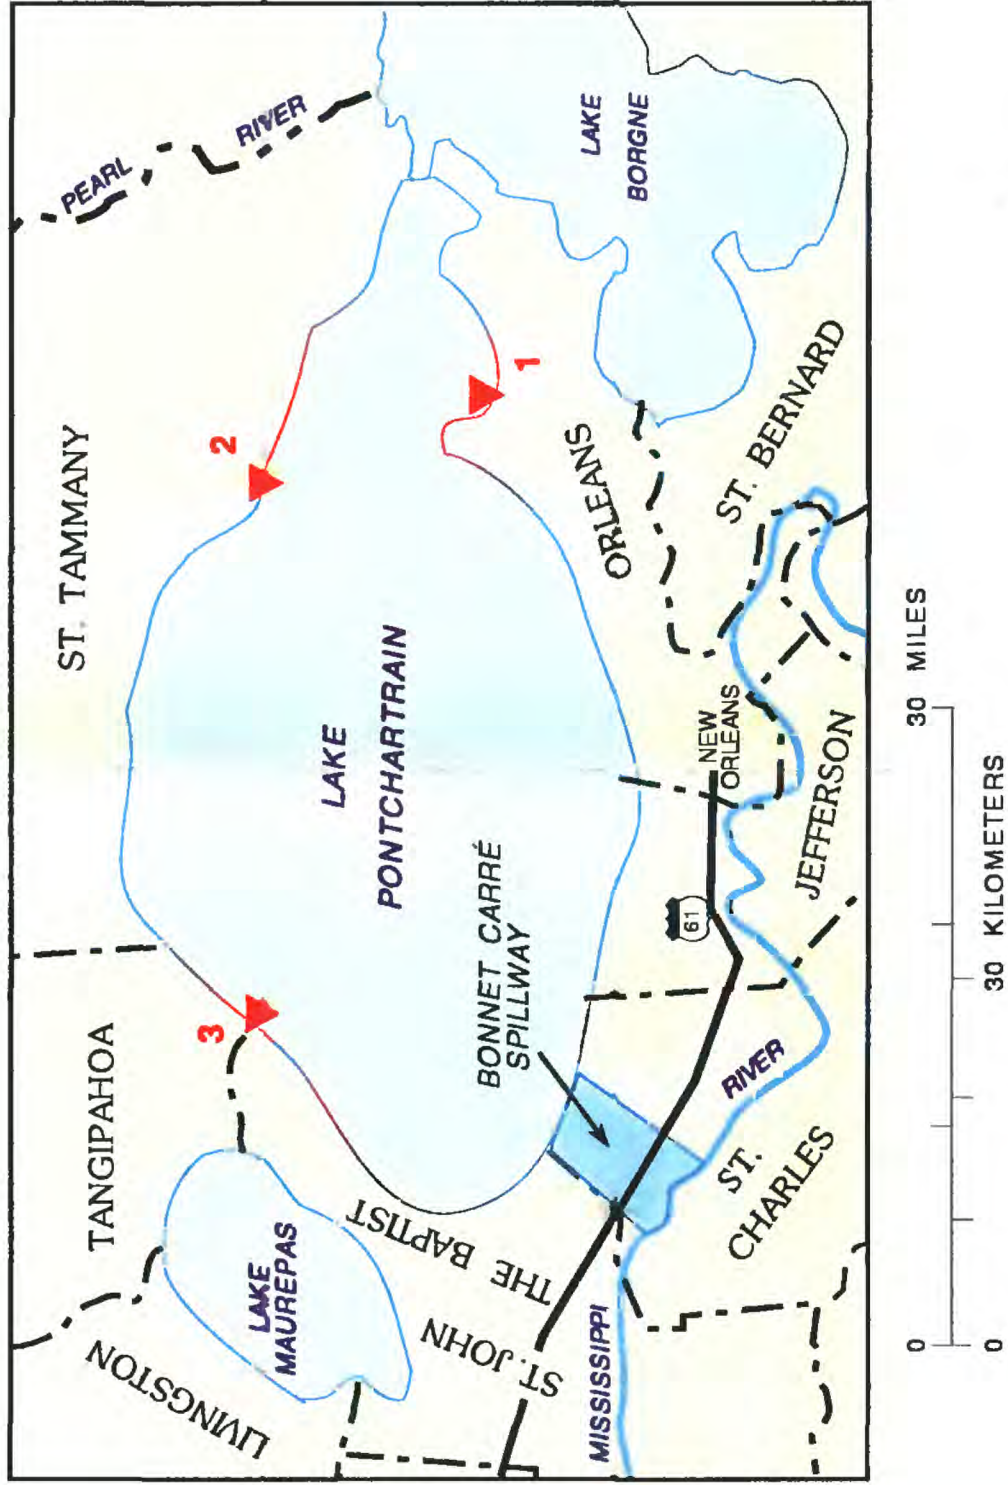 ST. TAMMANY
PEARL
RIVER
TANGIPAHOA
LIVINGSTON
2
3
1
LAKE
MAUREPAS
LAKE
PONTCHARTRAIN
LAKE
BORGNE
ST. JOHN
THE BAPTIST
BONNET CARRÉ
SPILLWAY
ORLEANS
ST. BERNARD
61
NEW
ORLEANS
MISSISSIPPI
RIVER
ST.
CHARLES
JEFFERSON
0
30 MILES
0
30 KILOMETERS